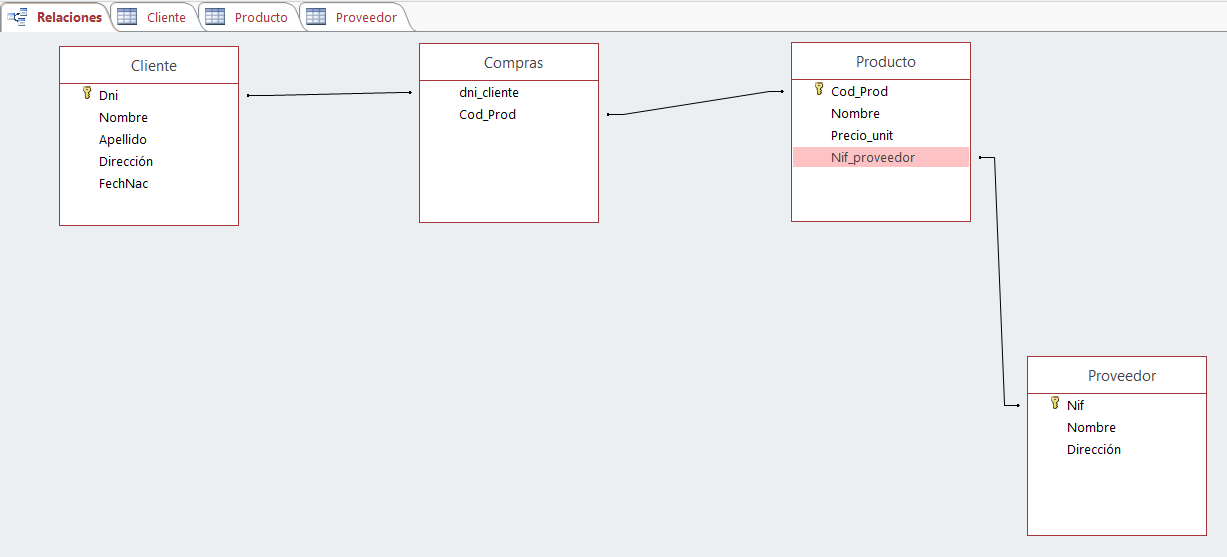 Relaciones
Cliente
Producto
Proveedor
Cliente
Dni
Nombre
Apellido
Dirección
FechNac
Compras
dni_cliente
Cod_Prod
Producto
Cod_Prod
Nombre
Precio_unit
Nif_proveedor
Proveedor
Nif
Nombre
Dirección